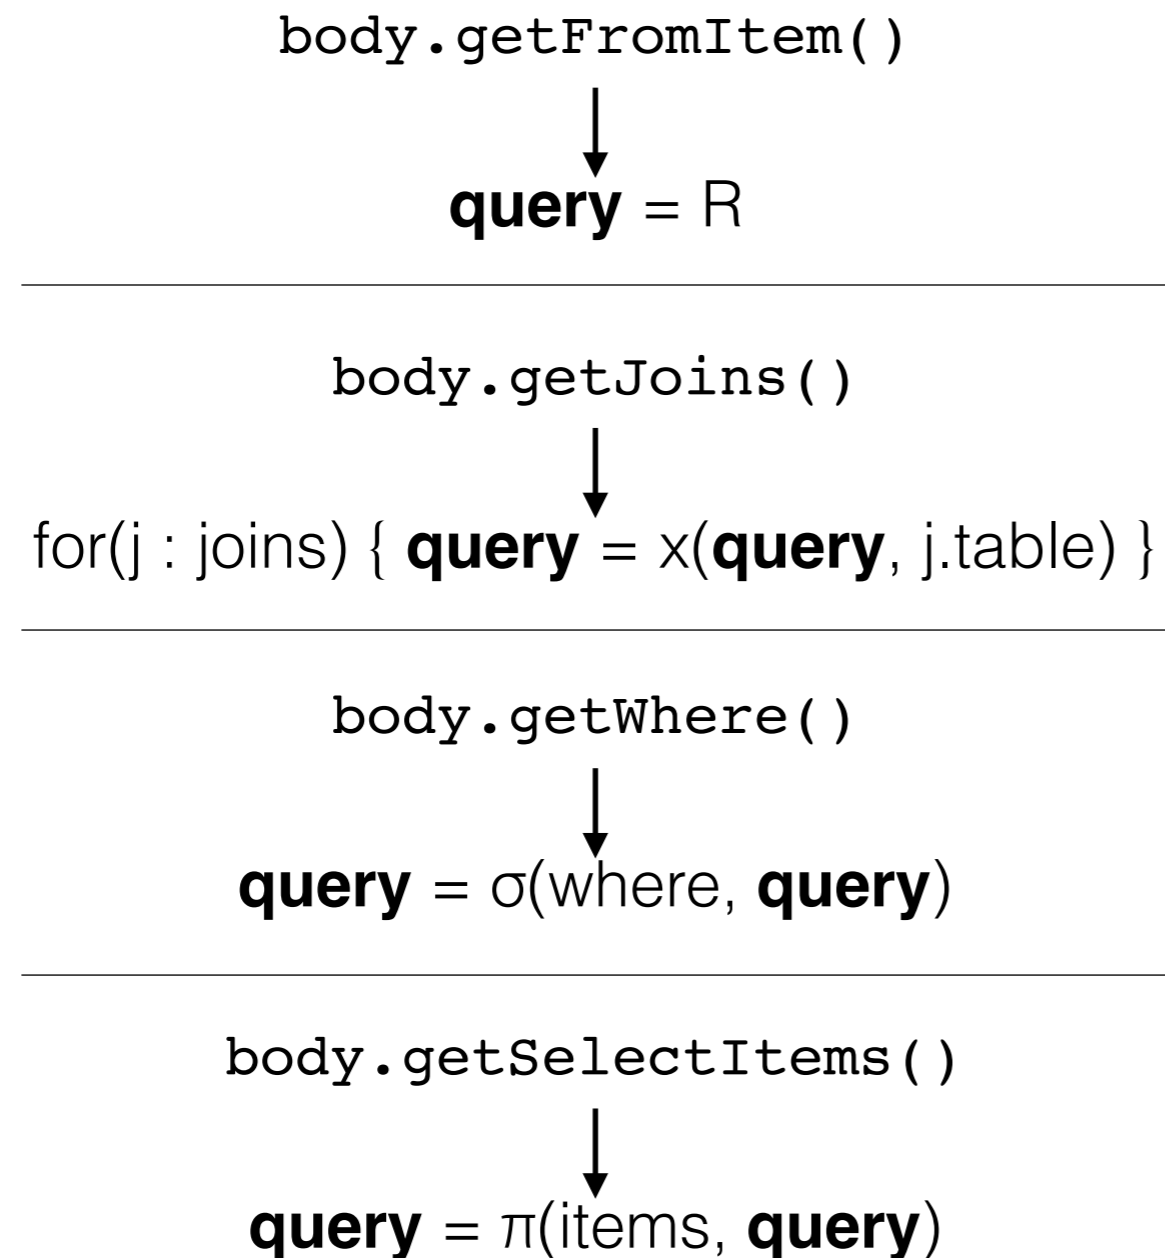 body.getFromItem()
query = R
body.getJoins()
for(j : joins) { query = x(query, j.table) }
body.getWhere()
query = σ(where, query)
body.getSelectItems()
query = π(items, query)